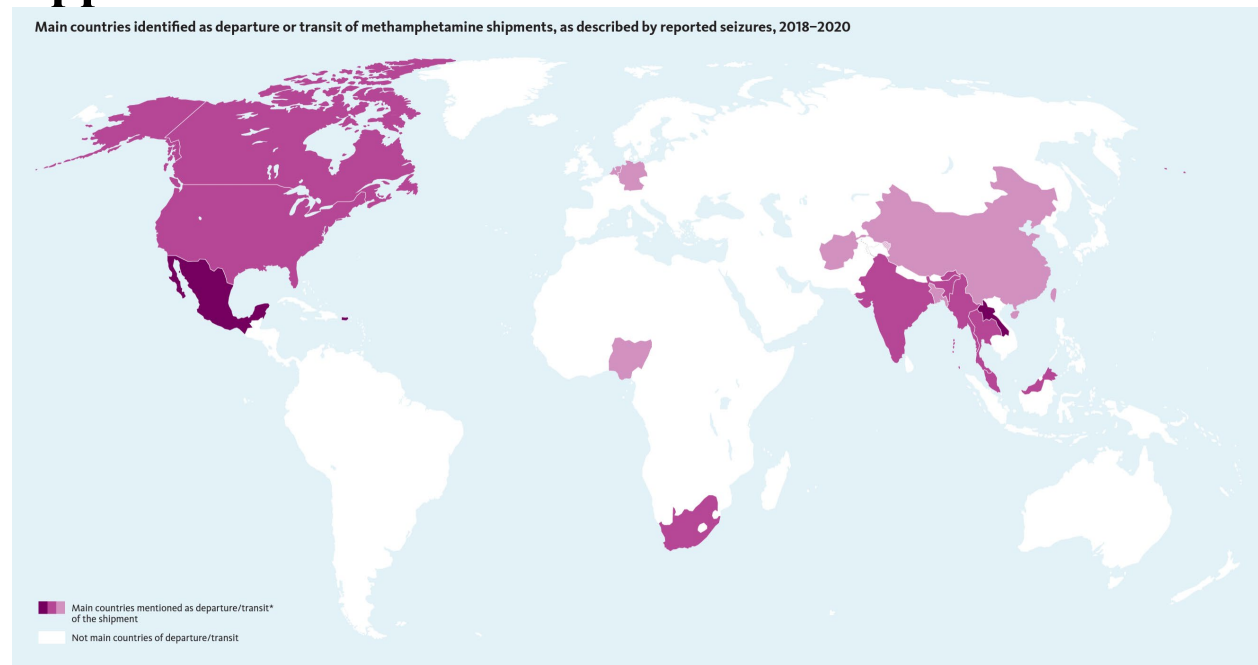 Main countries identified as departure or transit of methamphetamine shipments, as described by reported seizures, 2018–2020
Main countries mentioned as departure/transit*
of the shipment
Not main countries of departure/transit